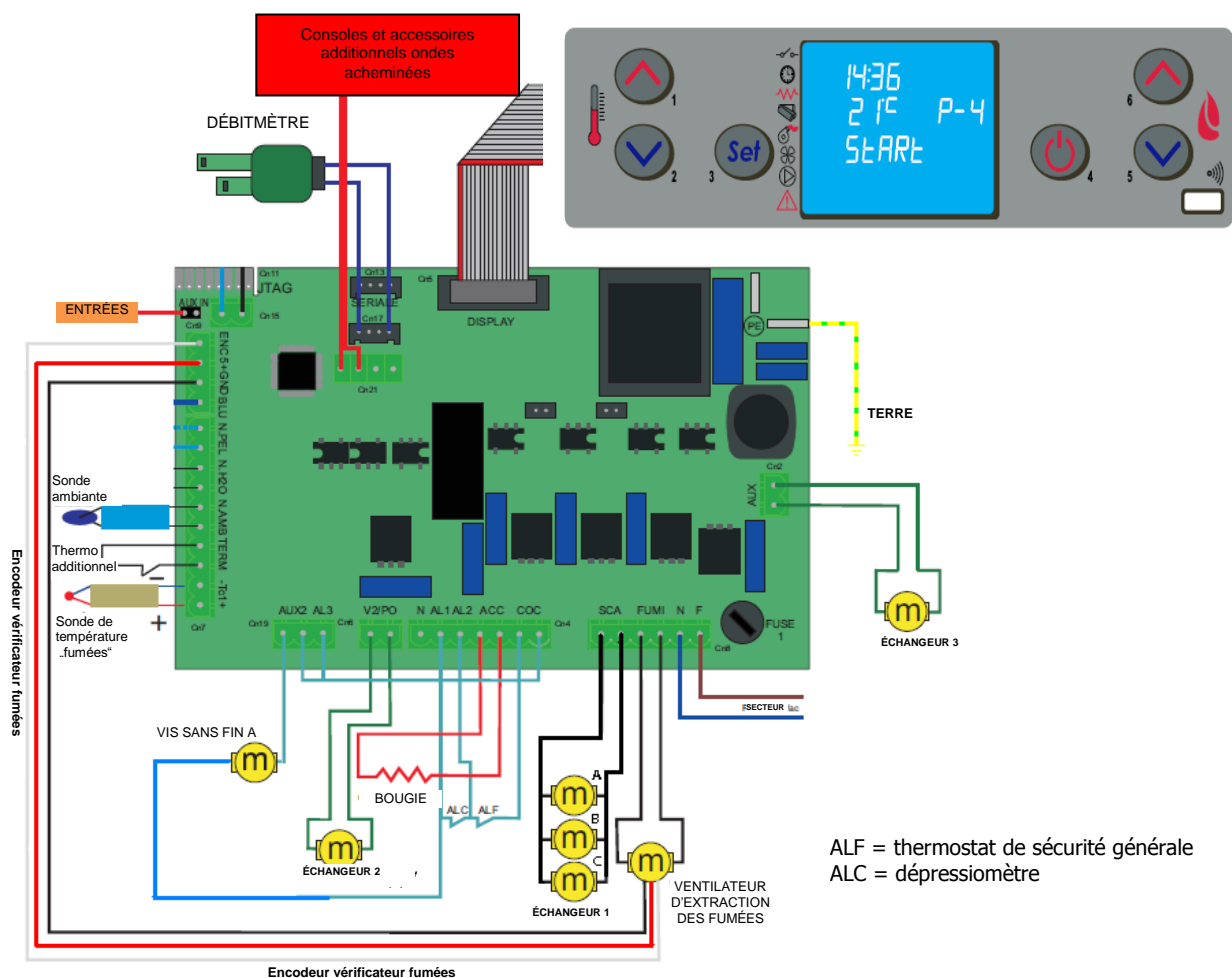 Consoles et accessoires
additionnels ondes
acheminées
DÉBITMÈTRE
1
2
3
Set
14:36
21°C P-4
StARt
4
5
6
ENTRÉES
AUX IN
Cn9
Cn11
JTAG
Cn15
Cn13
SERIALE
Cn17
Cn21
Cn5
DISPLAY
PE
TERRE
Cn2
AUX
ÉCHANGEUR 3
ENC5+GND
BLU
N.PEL
N.H2O
N.AMB
TERM
-Tc1+
Cn7
Sonde
ambiante
Thermo
additionnel
Sonde de
température
„fumées“
–
+
Encodeur vérificateur fumées
Cn19
AUX2 AL3
Cn6
V2/PO
N AL1 AL2 ACC COC
Cn4
SCA FUMI N F
Cn8
FUSE
1
SECTEUR
VIS SANS FIN A
m
BOUGIE
ALC ALF
m
ÉCHANGEUR 2
A
m
B
m
C
m
ÉCHANGEUR 1
m
VENTILATEUR
D'EXTRACTION
DES FUMÉES
m
ALF = thermostat de sécurité générale
ALC = dépressiomètre
Encodeur vérificateur fumées